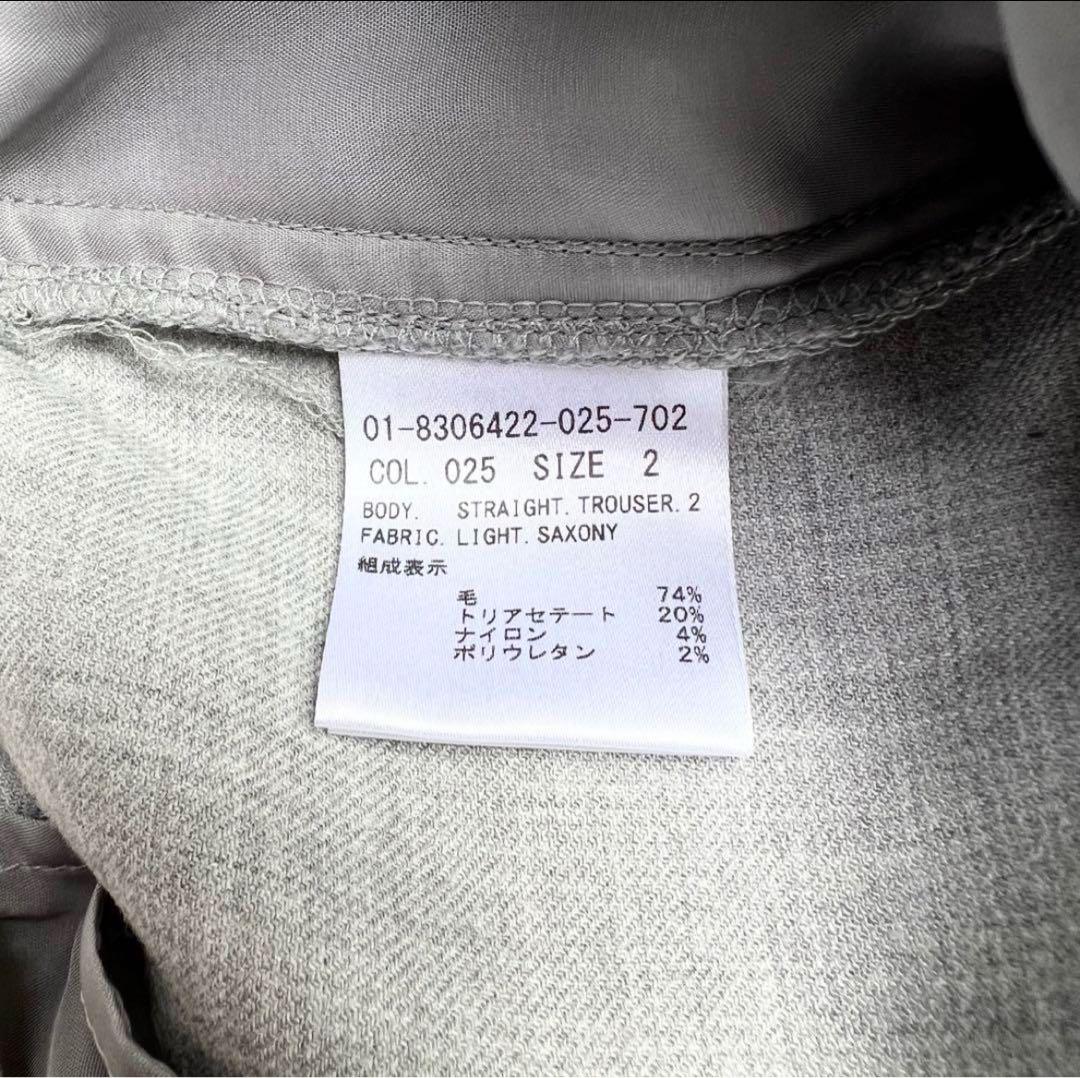 01-8306422-025-702
COL. 025 SIZE 2
BODY. STRAIGHT. TROUSER. 2
FABRIC. LIGHT. SAXONY
組成表示
毛 74%
トリアセテート 20%
ナイロン 4%
ポリウレタン 2%